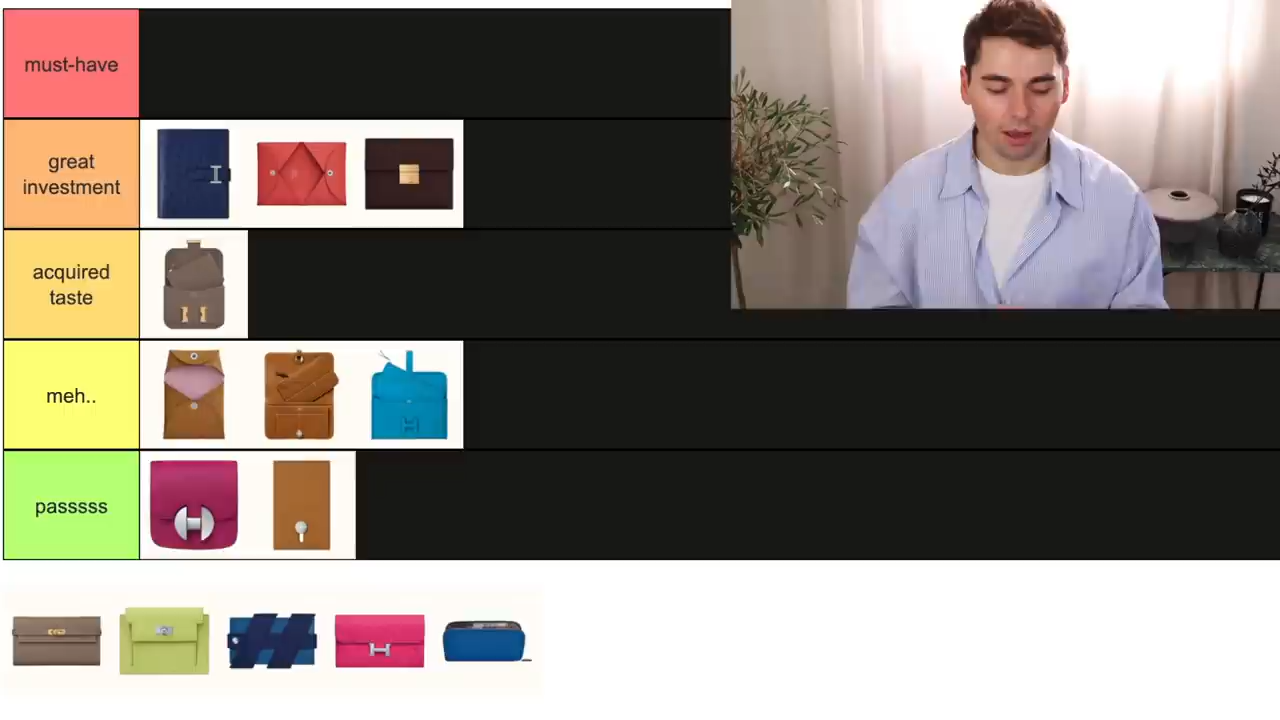 must-have
great
investment
acquired
taste
meh..
passsss